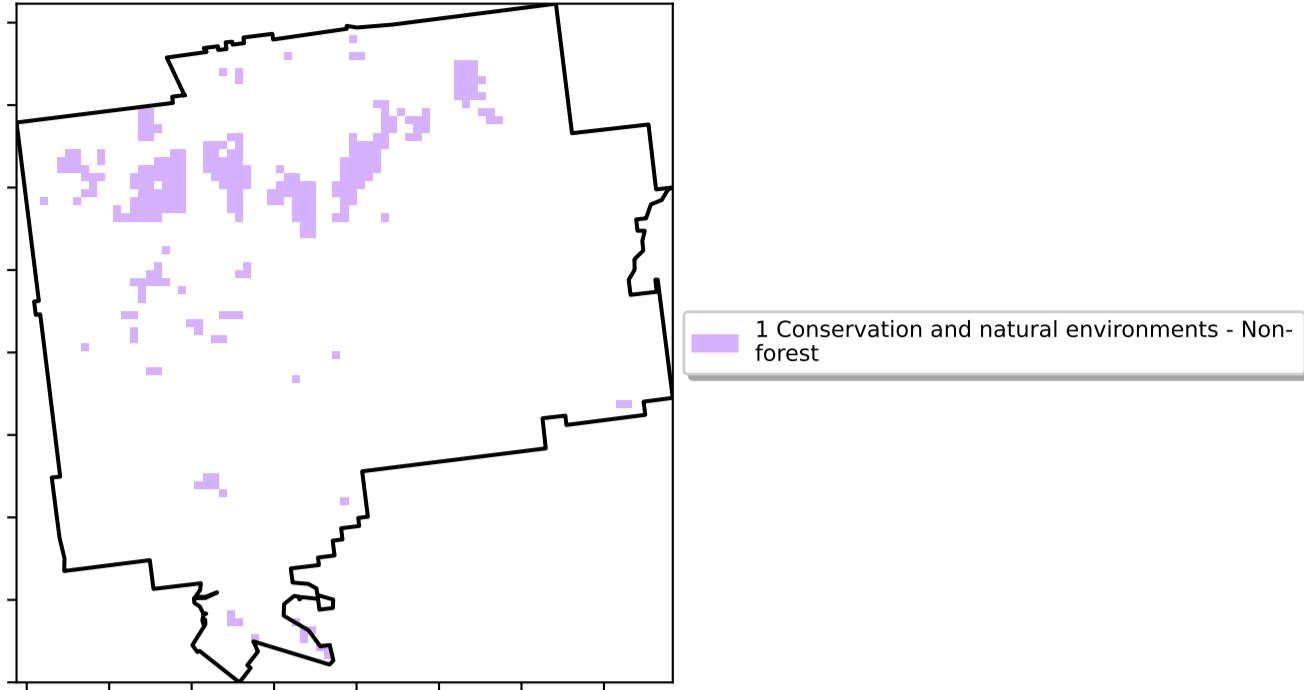 1 Conservation and natural environments - Non-
forest